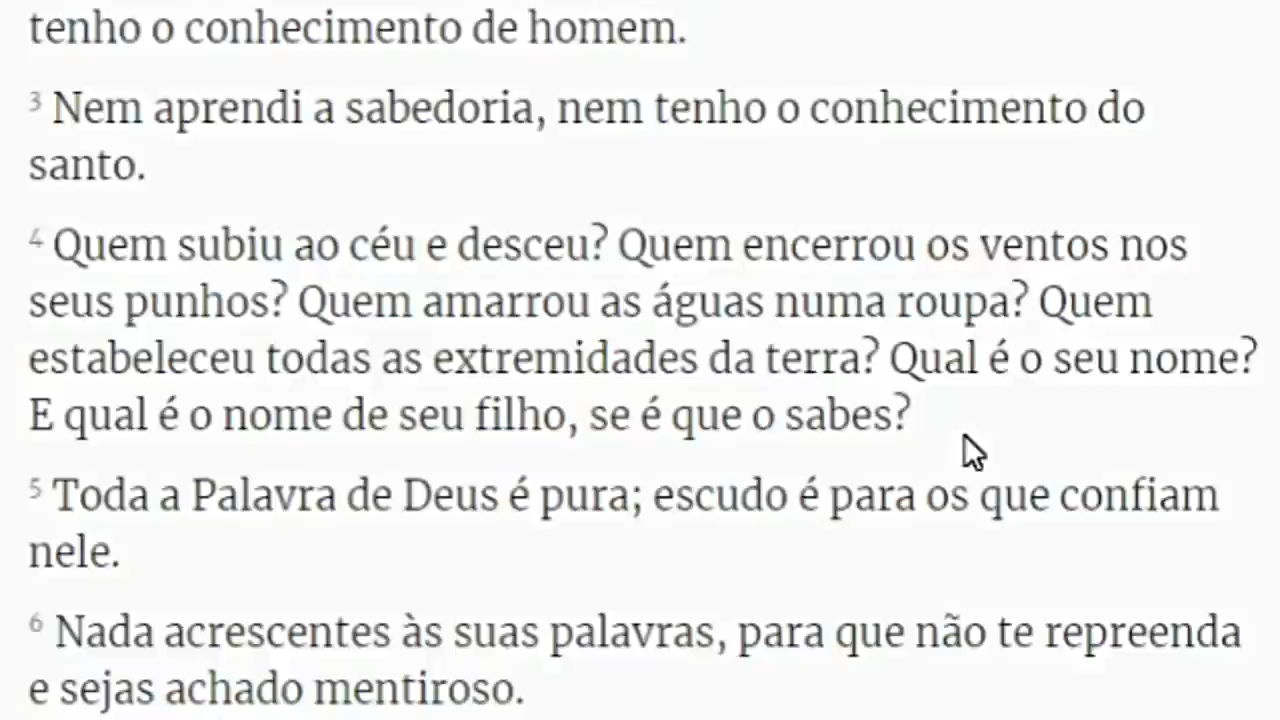 tenho o conhecimento de homem.
3 Nem aprendi a sabedoria, nem tenho o conhecimento do
santo.
4 Quem subiu ao céu e desceu? Quem encerrou os ventos nos
seus punhos? Quem amarrou as águas numa roupa? Quem
estabeleceu todas as extremidades da terra? Qual é o seu nome?
E qual é o nome de seu filho, se é que o sabes?
5 Toda a Palavra de Deus é pura; escudo é para os que confiam
nele.
6 Nada acrescentes às suas palavras, para que não te repreenda
e sejas achado mentiroso.